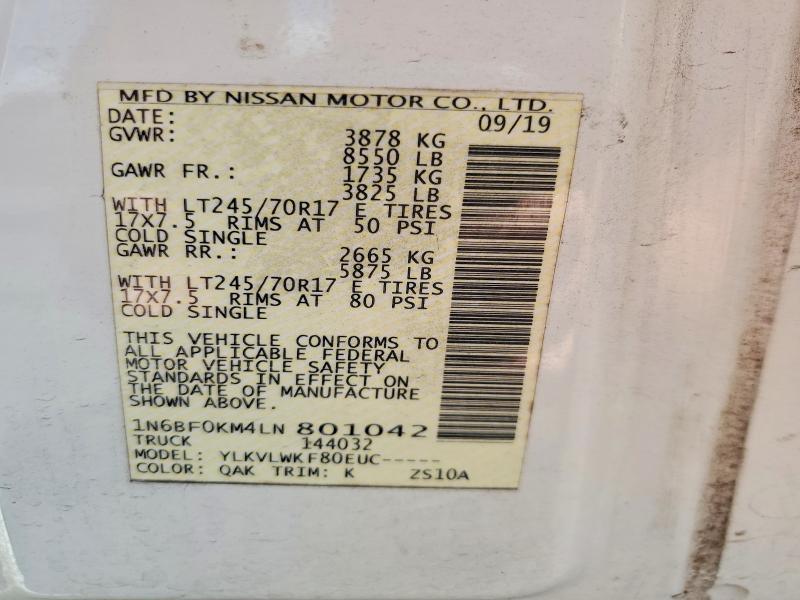 MFD BY NISSAN MOTOR CO., LTD.
DATE: 09/19
GVWR: 3878 KG
8550 LB
GAWR FR.: 1735 KG
3825 LB
WITH LT245/70R17 E TIRES
17X7.5 RIMS AT 50 PSI
COLD SINGLE
GAWR RR.: 2665 KG
5875 LB
WITH LT245/70R17 E TIRES
17X7.5 RIMS AT 80 PSI
COLD SINGLE
THIS VEHICLE CONFORMS TO
ALL APPLICABLE FEDERAL
MOTOR VEHICLE SAFETY
STANDARDS IN EFFECT ON
THE DATE OF MANUFACTURE
SHOWN ABOVE.
1N6BF0KM4LN 801042
TRUCK 144032
MODEL: YLKVLWKF80EUC-----
COLOR: QAK TRIM: K ZS10A